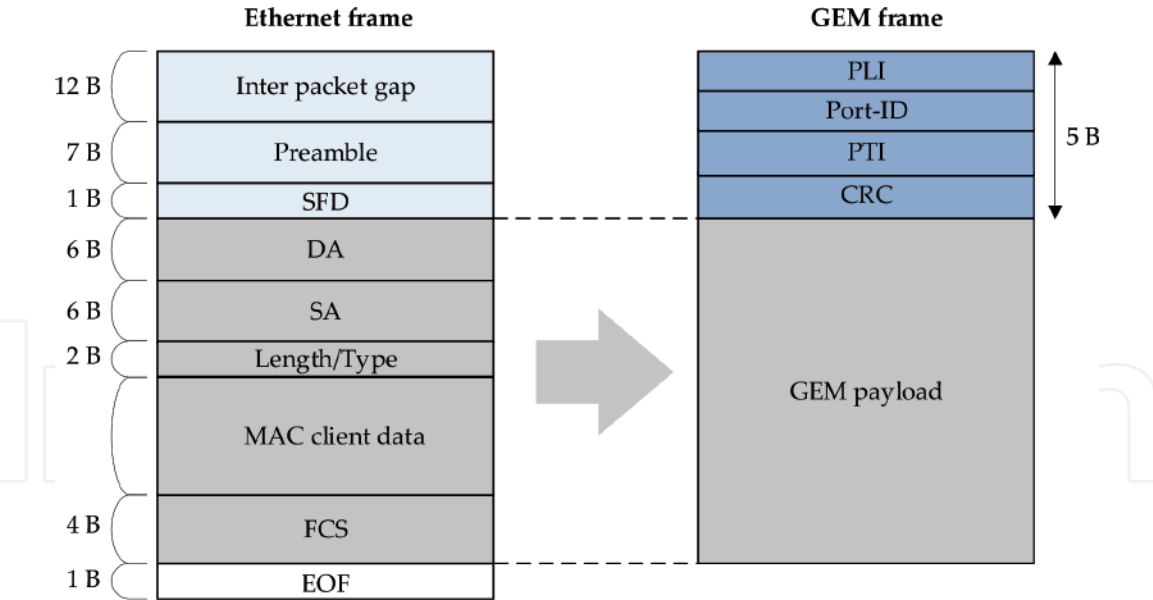 Ethernet frame
GEM frame
12 B
Inter packet gap
7 B
Preamble
1 B
SFD
6 B
DA
6 B
SA
2 B
Length/Type
MAC client data
4 B
FCS
1 B
EOF
PLI
Port-ID
PTI
CRC
5 B
GEM payload